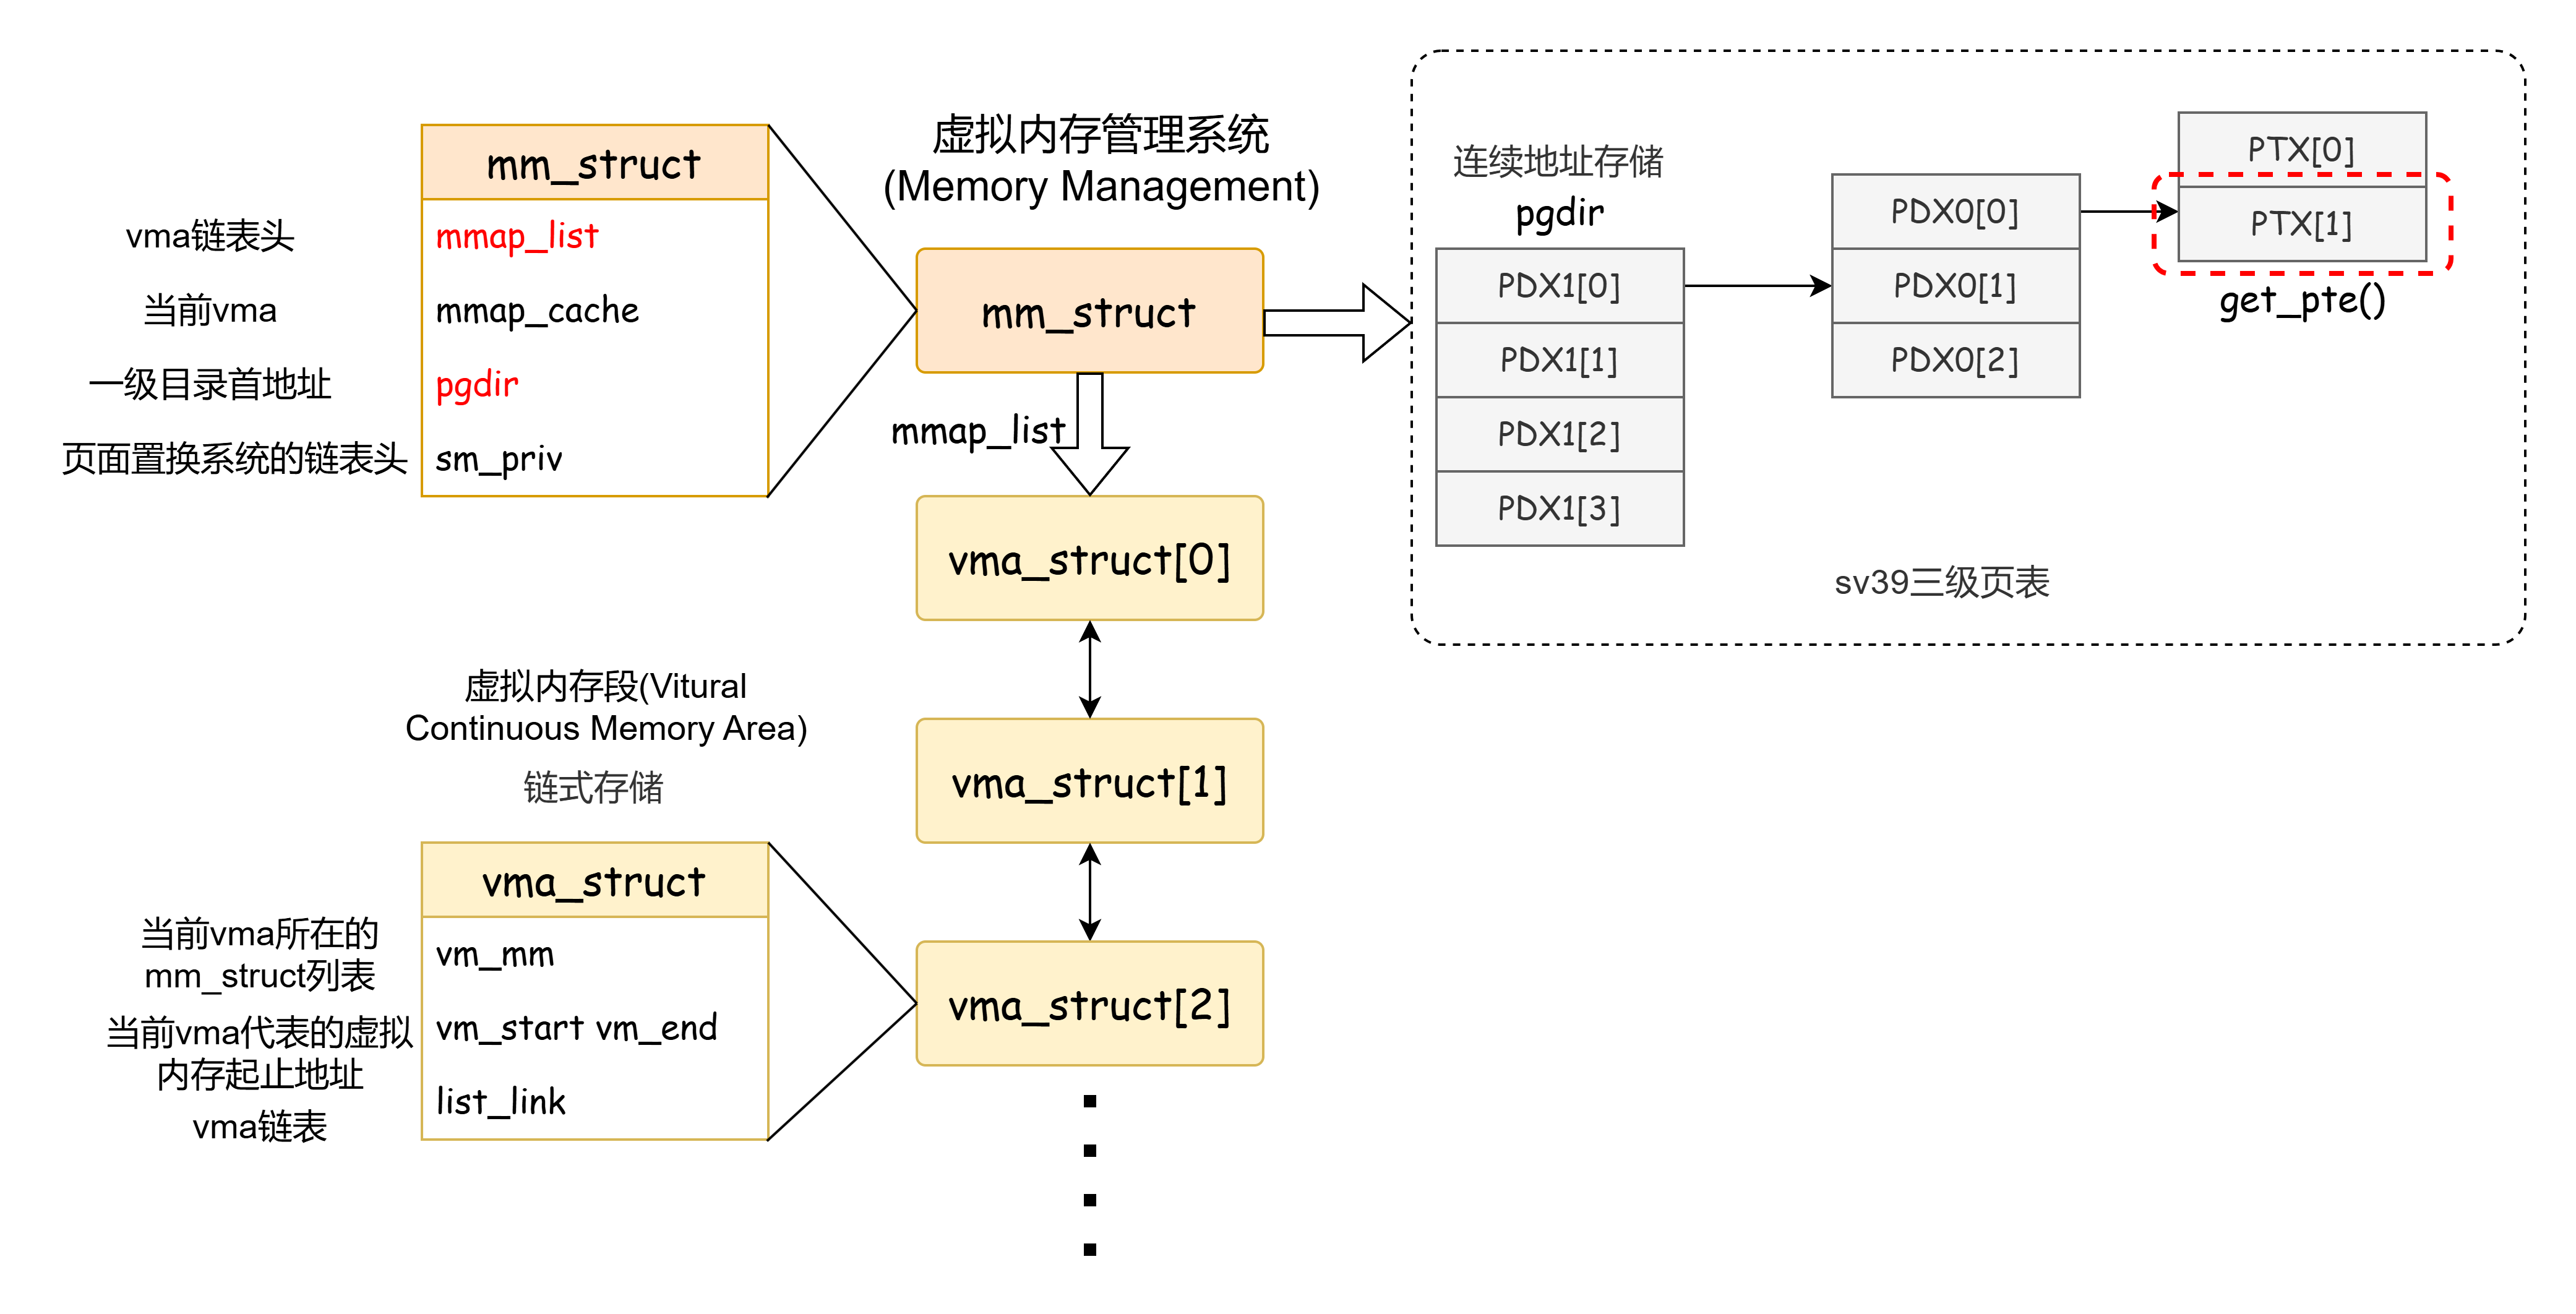 mm_struct
vma链表头
mmap_list
当前vma
mmap_cache
一级目录首地址
pgdir
页面置换系统的链表头
sm_priv
虚拟内存管理系统
(Memory Management)
mm_struct
mmap_list
vma_struct[0]
vma_struct[1]
vma_struct[2]
虚拟内存段(Vitural
Continuous Memory Area)
链式存储
vma_struct
当前vma所在的
mm_struct列表
vm_mm
当前vma代表的虚拟
内存起止地址
vm_start vm_end
vma链表
list_link
连续地址存储
pgdir
PDX1[0]
PDX1[1]
PDX1[2]
PDX1[3]
PDX0[0]
PDX0[1]
PDX0[2]
PTX[0]
PTX[1]
get_pte()
sv39三级页表